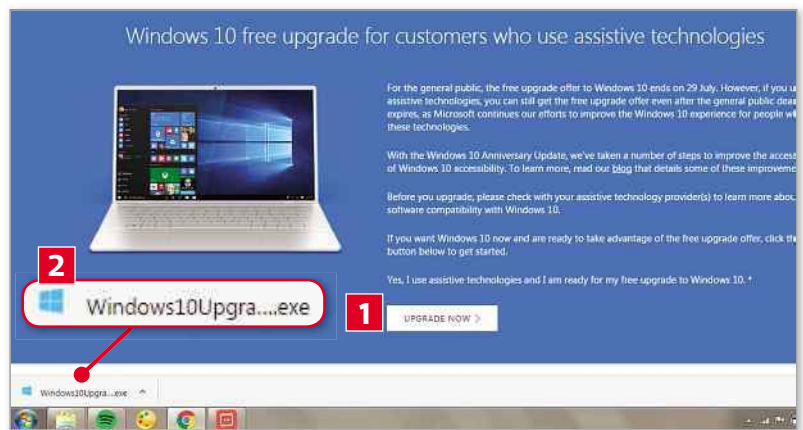 Windows 10 free upgrade for customers who use assistive technologies
For the general public, the free upgrade offer to Windows 10 ends on 29 July. However, if you u
assistive technologies, you can still get the free upgrade offer even after the general public dea
expires, as Microsoft continues our efforts to improve the Windows 10 experience for people w
these technologies.
With the Windows 10 Anniversary Update, we've taken a number of steps to improve the access
of Windows 10 accessibility. To learn more, read our blog that details some of these improveme
Before you upgrade, please check with your assistive technology provider(s) to learn more abou
software compatibility with Windows 10.
If you want Windows 10 now and are ready to take advantage of the free upgrade offer, click th
button below to get started.
Yes, I use assistive technologies and I am ready for my free upgrade to Windows 10. *
2
Windows10Upgra....exe
1
UPGRADE NOW >
Windows10Upgra...exe